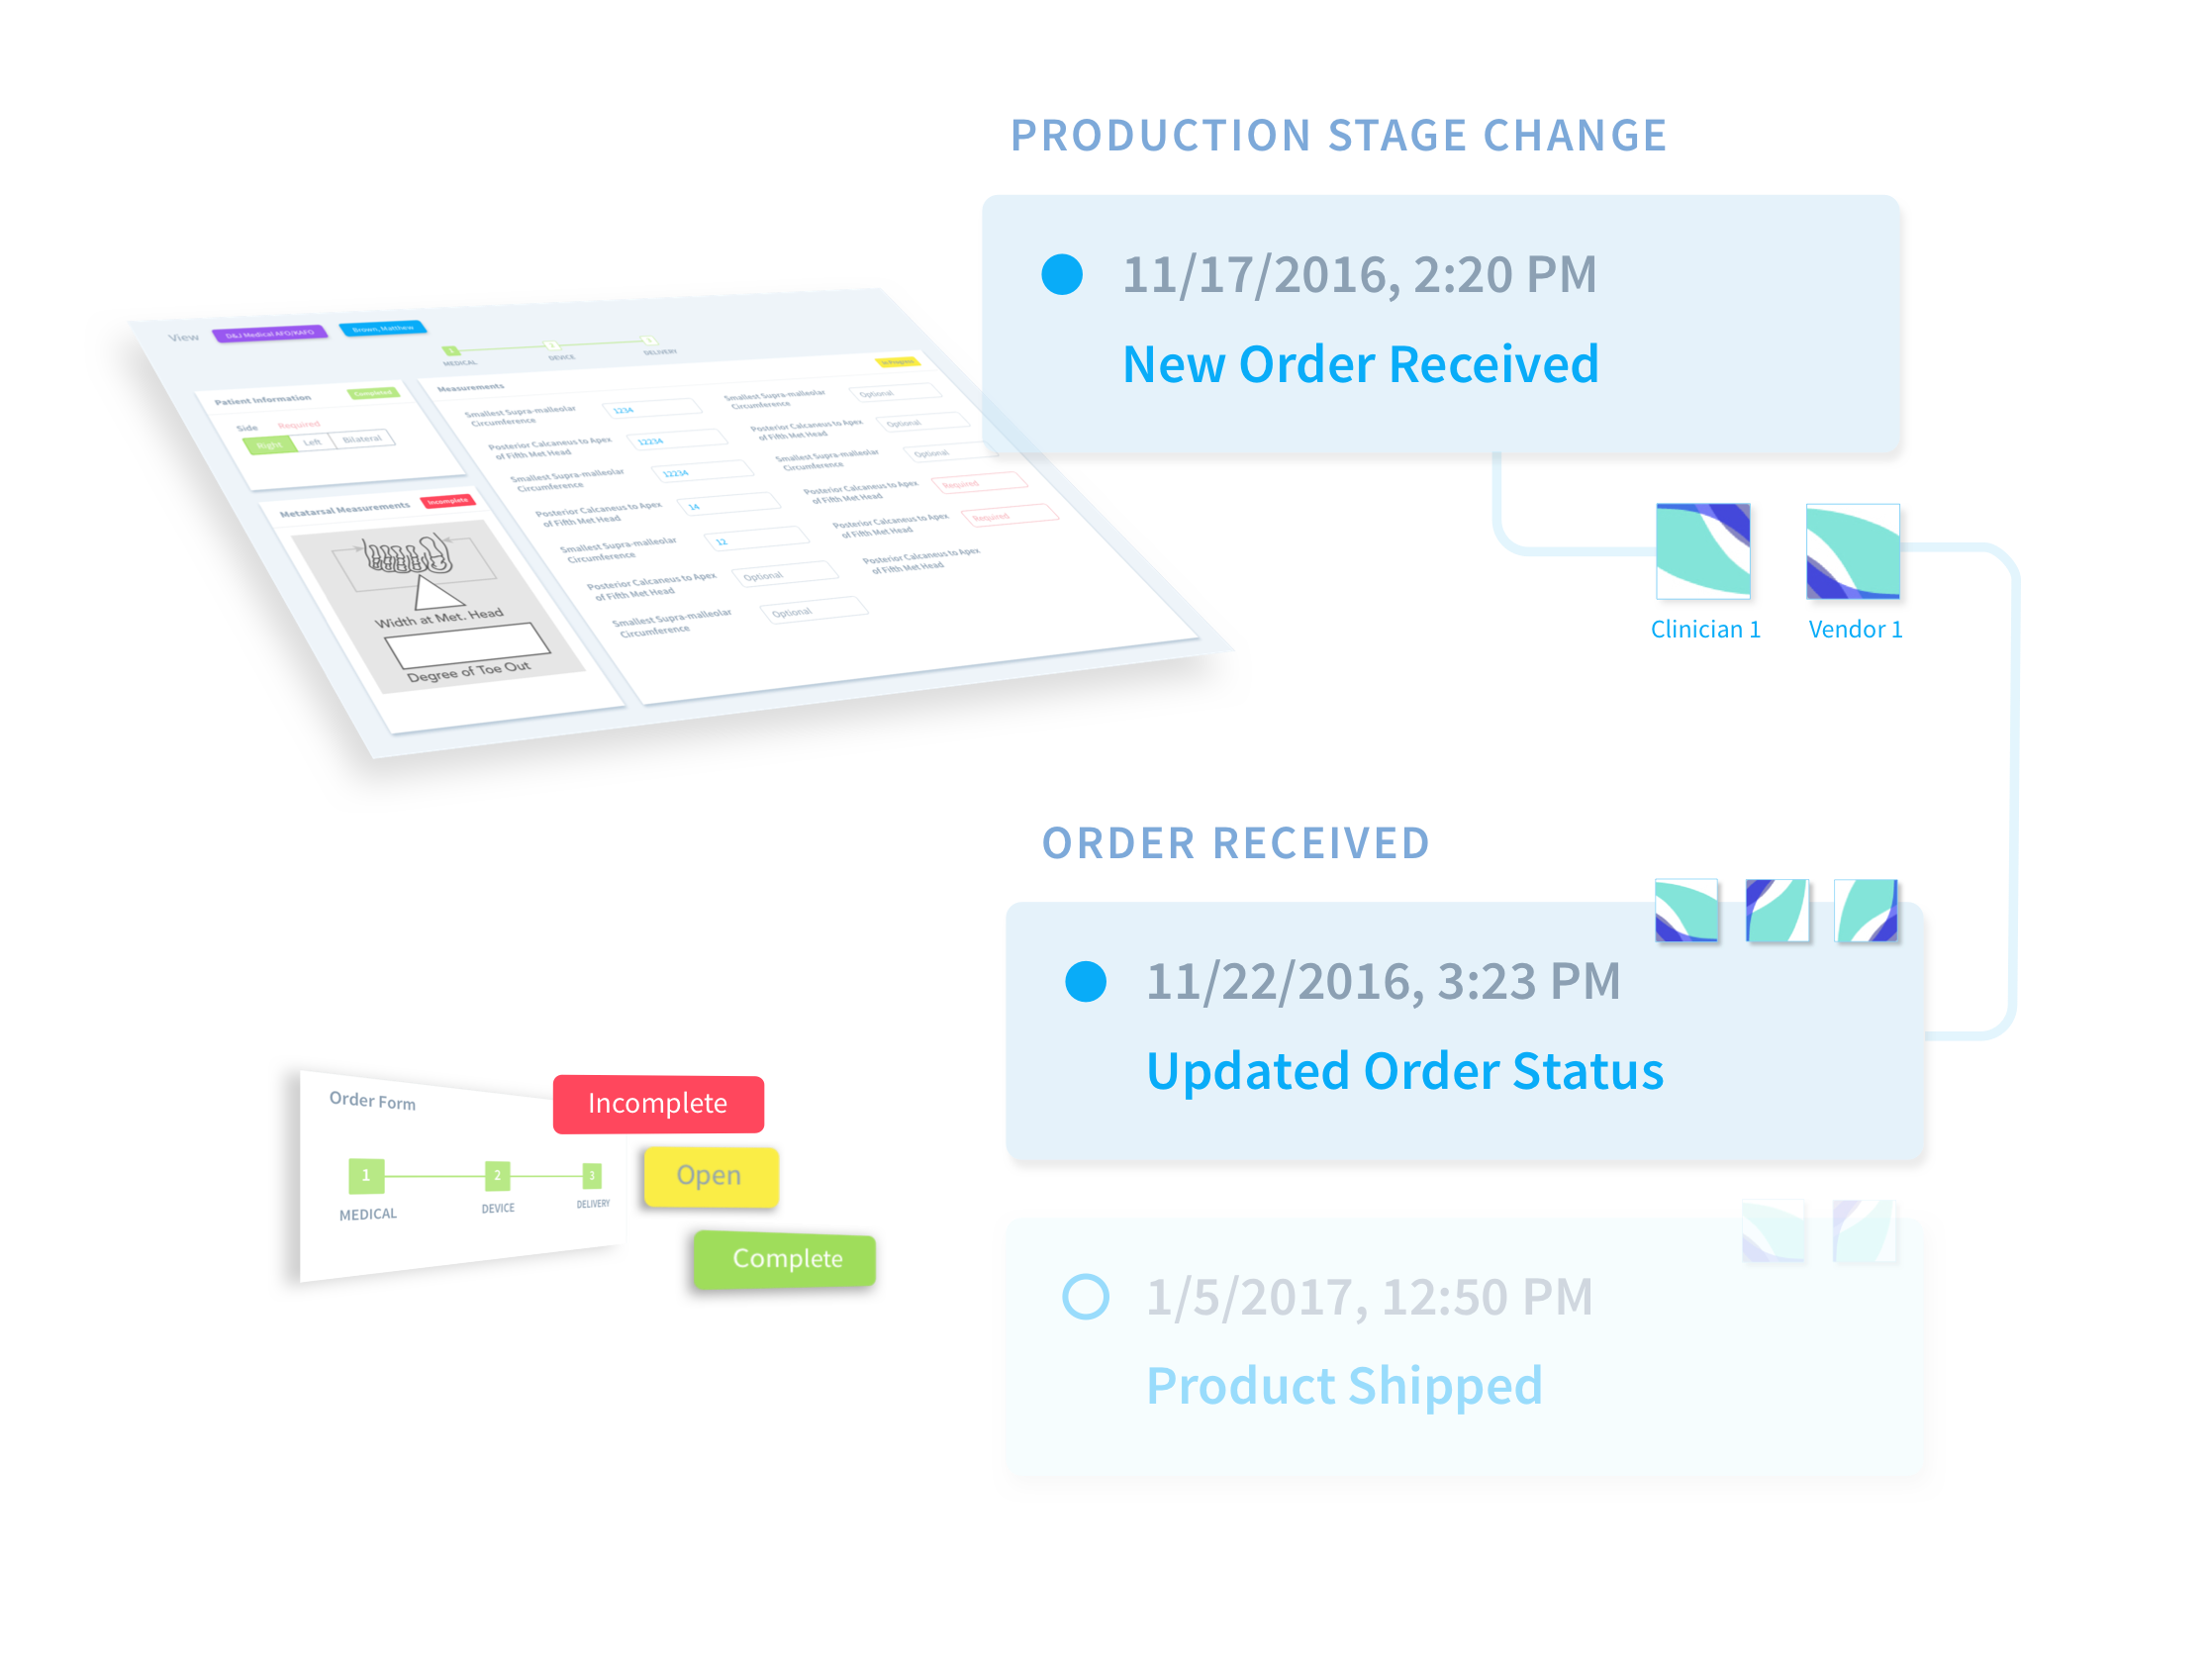 PRODUCTION STAGE CHANGE
11/17/2016, 2:20 PM
New Order Received
Clinician 1
Vendor 1
View
D&J Medical AFO/KAFO
Brown, Matthew
1
2
3
MEDICAL
DEVICE
DELIVERY
Patient Information
Completed
Side
Required
Right
Left
Bilateral
Metatarsal Measurements
Incomplete
Width at Met. Head
Degree of Toe Out
Measurements
In Progress
Smallest Supra-malleolar
Circumference
1234
Posterior Calcaneus to Apex
of Fifth Met Head
12234
Smallest Supra-malleolar
Circumference
12234
Posterior Calcaneus to Apex
of Fifth Met Head
14
Smallest Supra-malleolar
Circumference
12
Posterior Calcaneus to Apex
of Fifth Met Head
Optional
Smallest Supra-malleolar
Circumference
Optional
Smallest Supra-malleolar
Circumference
Optional
Posterior Calcaneus to Apex
of Fifth Met Head
Optional
Smallest Supra-malleolar
Circumference
Optional
Posterior Calcaneus to Apex
of Fifth Met Head
Required
Posterior Calcaneus to Apex
of Fifth Met Head
Required
Posterior Calcaneus to Apex
of Fifth Met Head
ORDER RECEIVED
11/22/2016, 3:23 PM
Updated Order Status
1/5/2017, 12:50 PM
Product Shipped
Order Form
1
2
3
MEDICAL
DEVICE
DELIVERY
Incomplete
Open
Complete